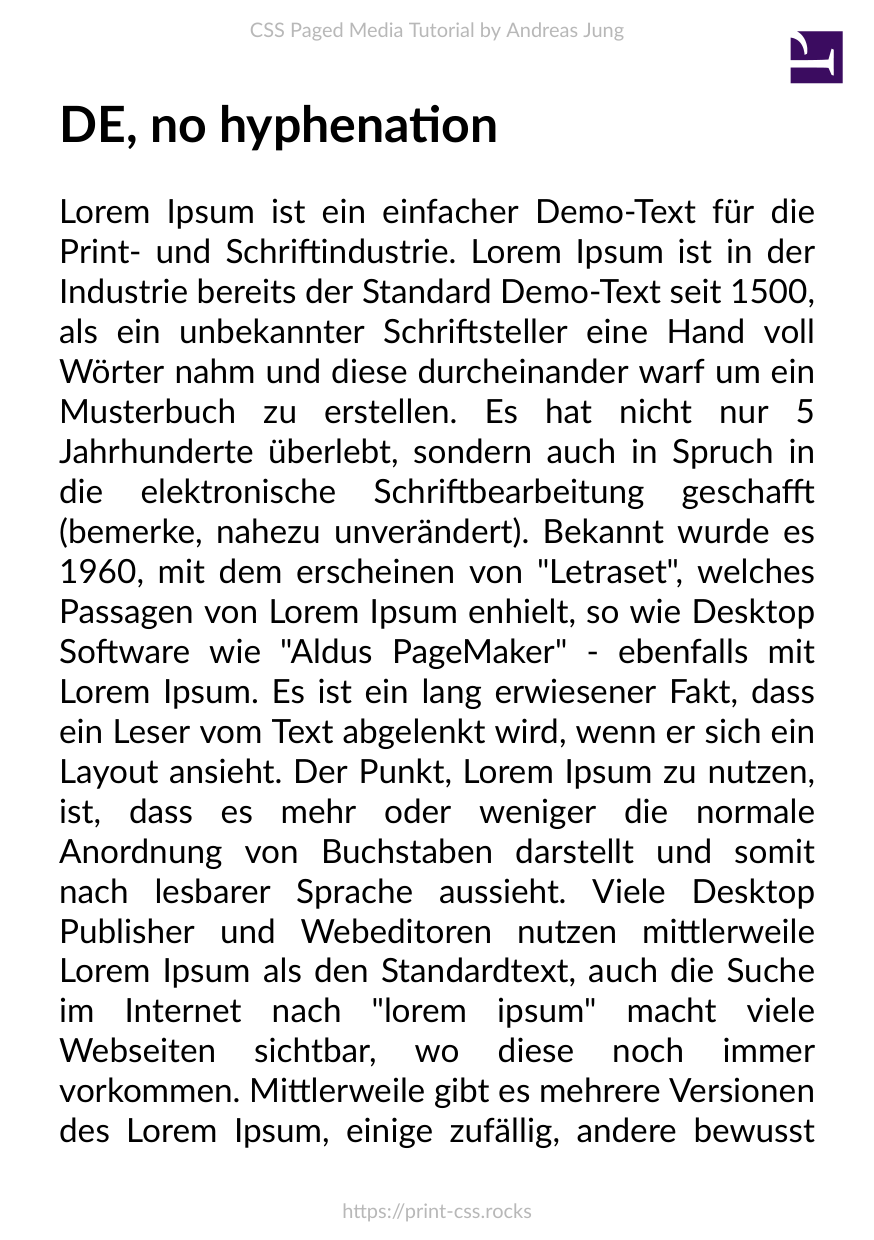 CSS Paged Media Tutorial by Andreas Jung
DE, no hyphenation
Lorem Ipsum ist ein einfacher Demo-Text für die
Print- und Schriftindustrie. Lorem Ipsum ist in der
Industrie bereits der Standard Demo-Text seit 1500,
als ein unbekannter Schriftsteller eine Hand voll
Wörter nahm und diese durcheinander warf um ein
Musterbuch zu erstellen. Es hat nicht nur 5
Jahrhunderte überlebt, sondern auch in Spruch in
die elektronische Schriftbearbeitung geschafft
(bemerke, nahezu unverändert). Bekannt wurde es
1960, mit dem erscheinen von "Letraset", welches
Passagen von Lorem Ipsum enhielt, so wie Desktop
Software wie "Aldus PageMaker" - ebenfalls mit
Lorem Ipsum. Es ist ein lang erwiesener Fakt, dass
ein Leser vom Text abgelenkt wird, wenn er sich ein
Layout ansieht. Der Punkt, Lorem Ipsum zu nutzen,
ist, dass es mehr oder weniger die normale
Anordnung von Buchstaben darstellt und somit
nach lesbarer Sprache aussieht. Viele Desktop
Publisher und Webeditoren nutzen mittlerweile
Lorem Ipsum als den Standardtext, auch die Suche
im Internet nach "lorem ipsum" macht viele
Webseiten sichtbar, wo diese noch immer
vorkommen. Mittlerweile gibt es mehrere Versionen
des Lorem Ipsum, einige zufällig, andere bewusst
https://print-css.rocks